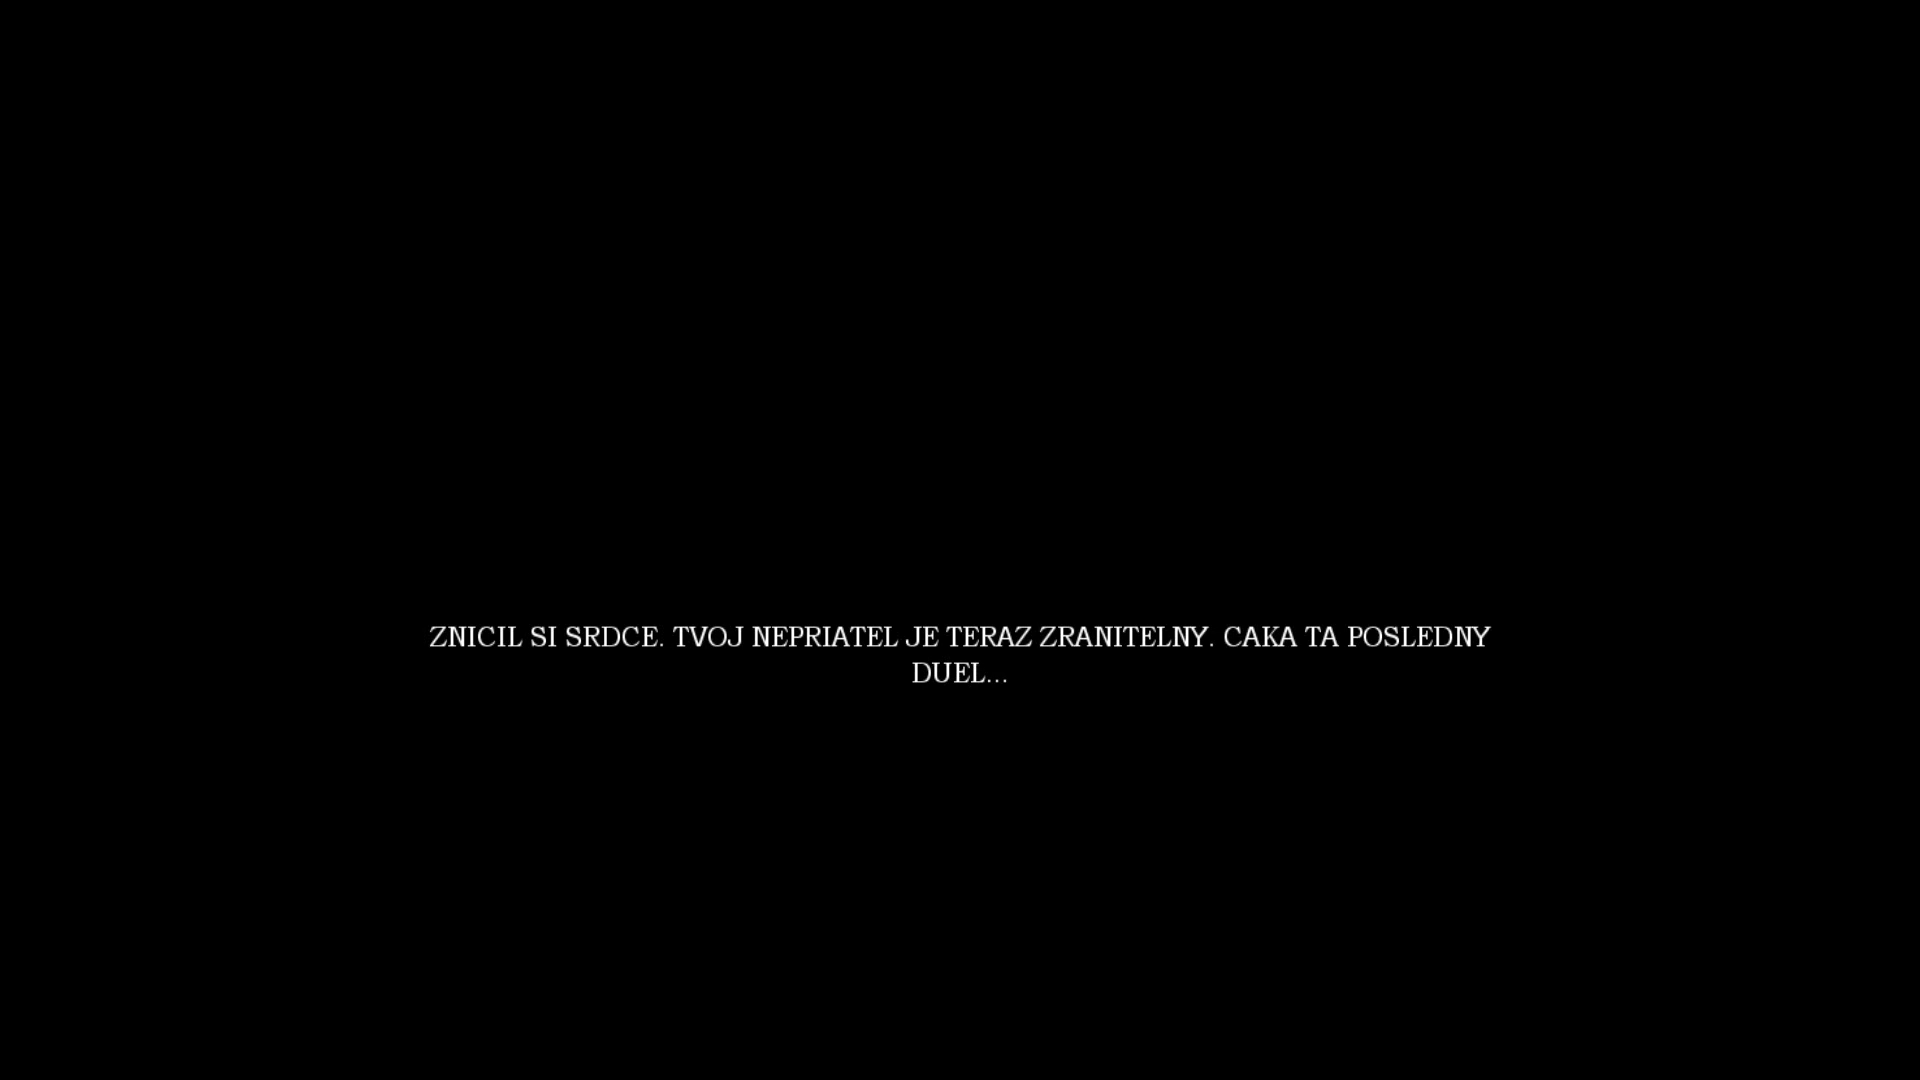 ZNICIL SI SRDCE. TVOJ NEPRIATEL JE TERAZ ZRANITELNY. CAKA TA POSLEDNY
DUEL...